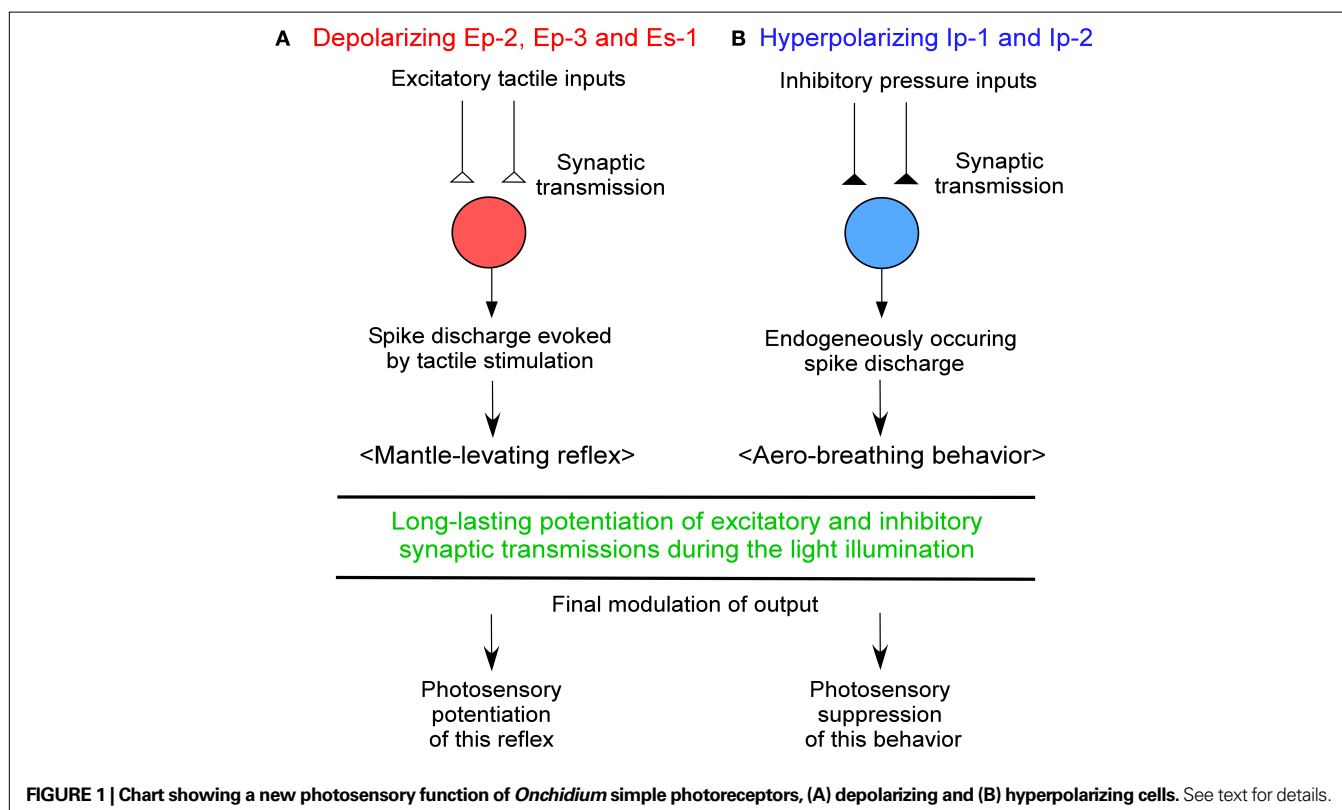 A Depolarizing Ep-2, Ep-3 and Es-1
Excitatory tactile inputs
Synaptic
transmission
Spike discharge evoked
by tactile stimulation
<Mantle-levating reflex>
B Hyperpolarizing Ip-1 and Ip-2
Inhibitory pressure inputs
Synaptic
transmission
Endogeneously occuring
spike discharge
<Aero-breathing behavior>
Long-lasting potentiation of excitatory and inhibitory
synaptic transmissions during the light illumination
Final modulation of output
Photosensory
potentiation
of this reflex
Photosensory
suppression
of this behavior
FIGURE 1 | Chart showing a new photosensory function of Onchidium simple photoreceptors, (A) depolarizing and (B) hyperpolarizing cells. See text for details.